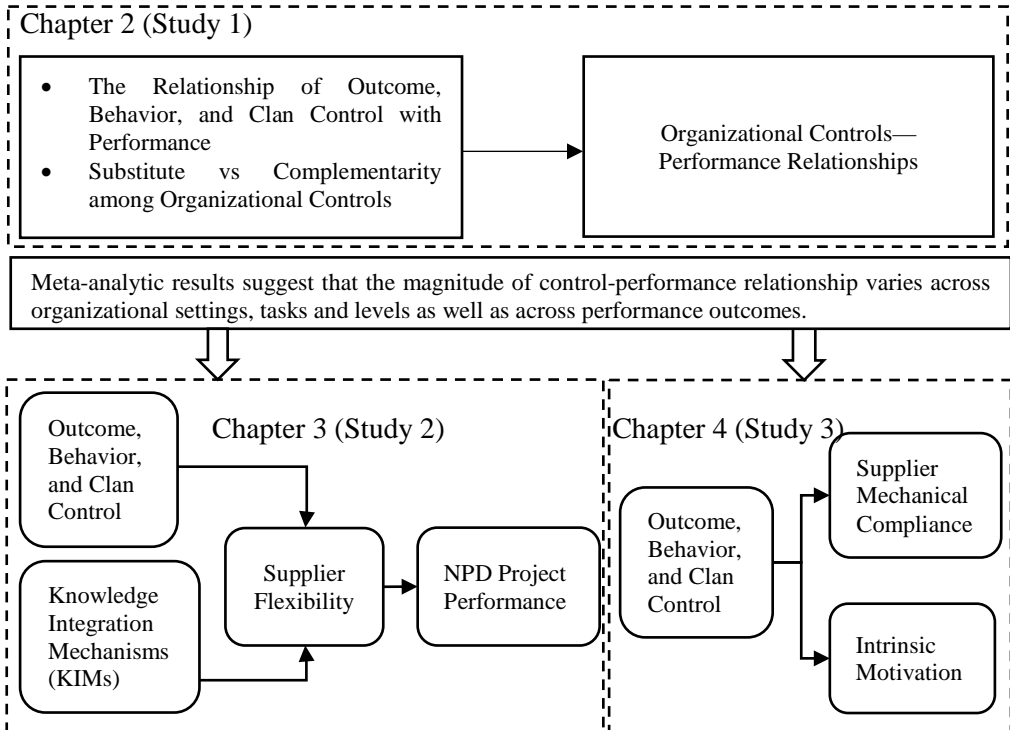 Chapter 2 (Study 1)
• The Relationship of Outcome,
Behavior, and Clan Control with
Performance
• Substitute vs Complementarity
among Organizational Controls
Organizational Controls—
Performance Relationships
Meta-analytic results suggest that the magnitude of control-performance relationship varies across
organizational settings, tasks and levels as well as across performance outcomes.
Chapter 3 (Study 2)
Outcome,
Behavior,
and Clan
Control
Knowledge
Integration
Mechanisms
(KIMs)
Supplier
Flexibility
NPD Project
Performance
Chapter 4 (Study 3)
Outcome,
Behavior,
and Clan
Control
Supplier
Mechanical
Compliance
Intrinsic
Motivation